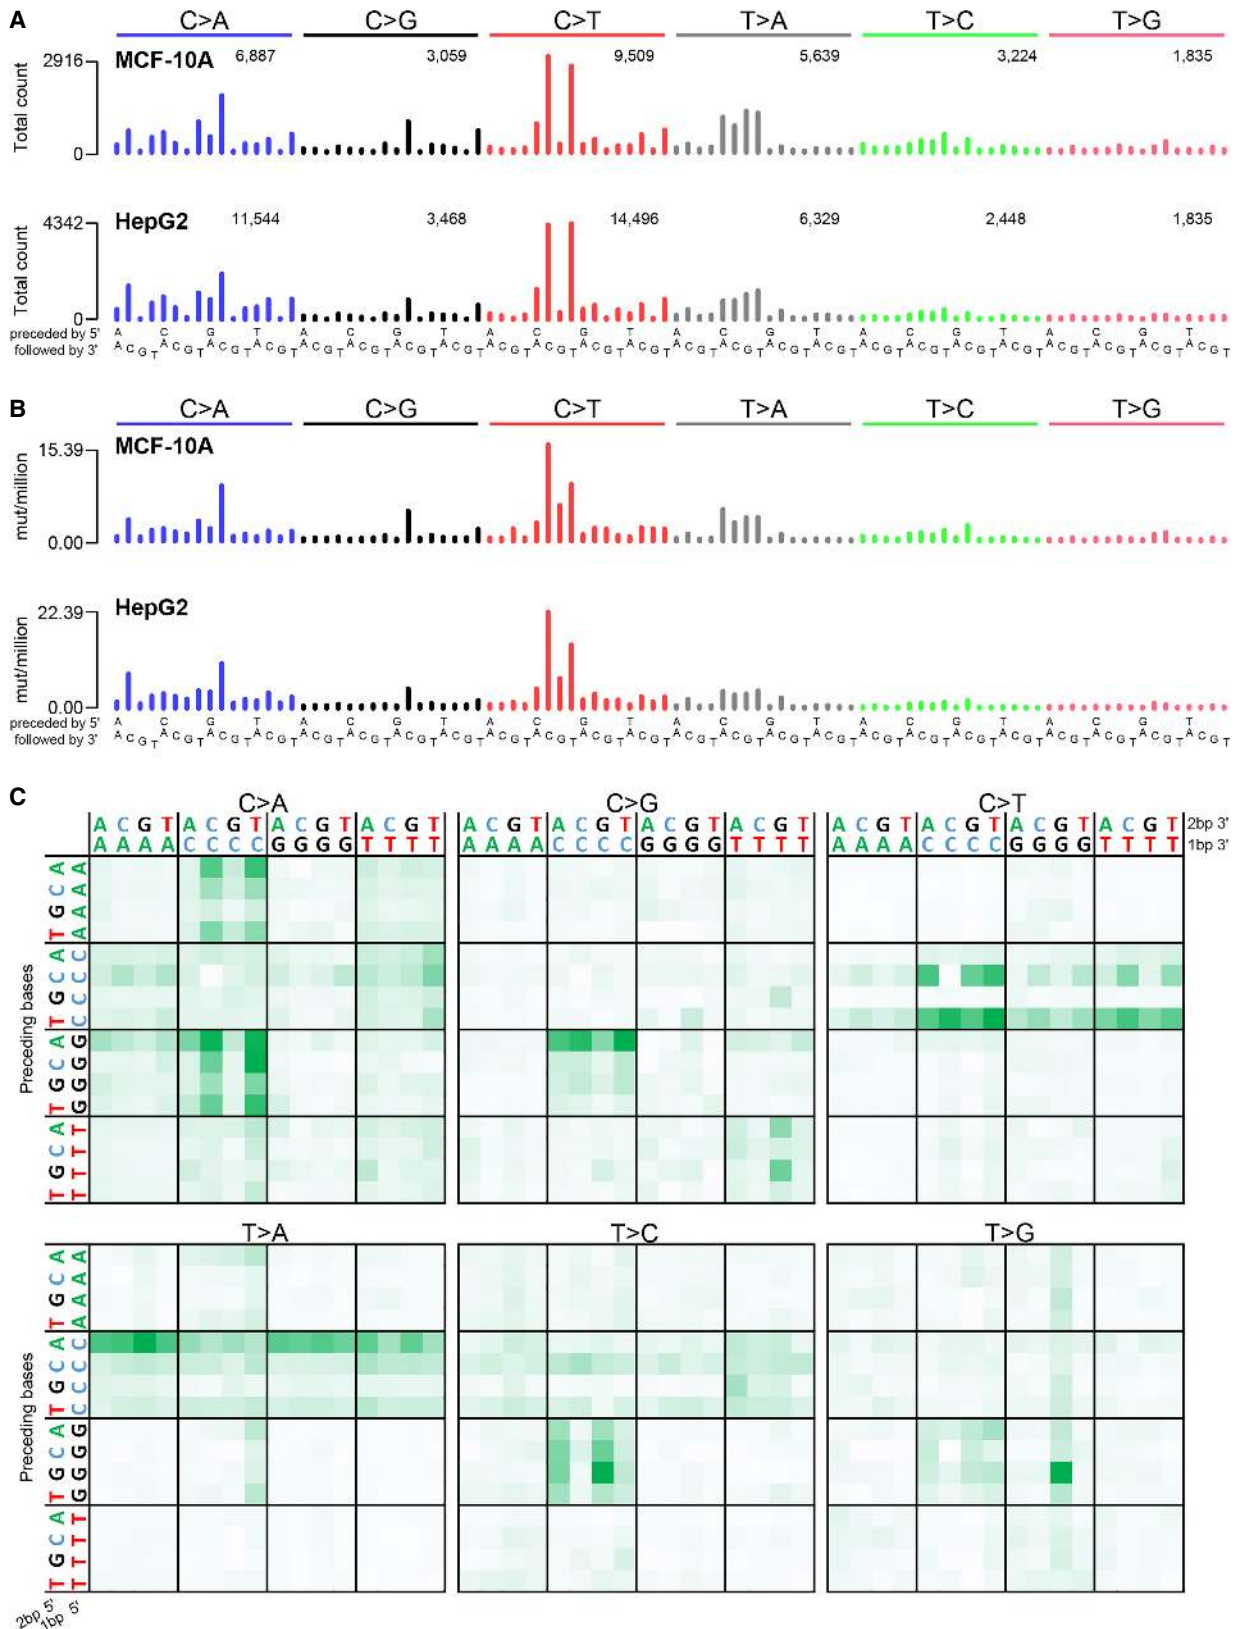 A
C>A C>G C>T T>A T>C T>G
MCF-10A 6,887 3,059 9,509 5,639 3,224 1,835
Total count
2916
0
HepG2 11,544 3,468 14,496 6,329 2,448 1,835
Total count
4342
0
preceded by 5' A C G T A C G T A C G T A C G T A C G T A C G T
followed by 3' A C G T A C G T A C G T A C G T A C G T A C G T A C G T A C G T A C G T A C G T A C G T A C G T A C G T A C G T A C G T A C G T A C G T A C G T A C G T A C G T A C G T A C G T A C G T A C G T
B
C>A C>G C>T T>A T>C T>G
MCF-10A
mut/million
15.39
0.00
HepG2
mut/million
22.39
0.00
preceded by 5' A C G T A C G T A C G T A C G T A C G T A C G T
followed by 3' A C G T A C G T A C G T A C G T A C G T A C G T A C G T A C G T A C G T A C G T A C G T A C G T A C G T A C G T A C G T A C G T A C G T A C G T A C G T A C G T A C G T A C G T A C G T A C G T
C
C>A C>G C>T
A C G T A C G T A C G T A C G T A C G T A C G T A C G T A C G T A C G T A C G T A C G T A C G T 2bp 3'
A A A A C C C C G G G G T T T T A A A A C C C C G G G G T T T T A A A A C C C C G G G G T T T T 1bp 3'
Preceding bases
A A
C A
G A
T A
A C
C C
G C
T C
A G
C G
G G
T G
A T
C T
G T
T T
T>A T>C T>G
Preceding bases
A A
C A
G A
T A
A C
C C
G C
T C
A G
C G
G G
T G
A T
C T
G T
T T
2bp 5'
1bp 5'